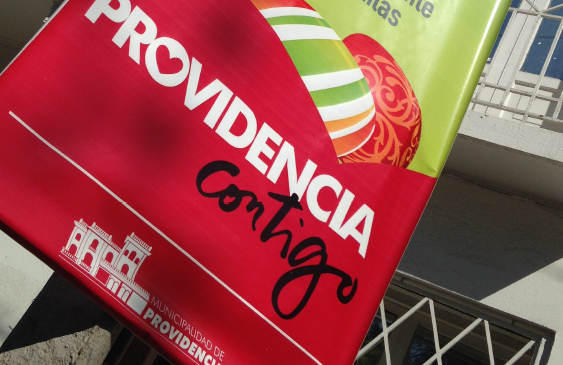 PROVIDENCIA
contigo
MUNICIPALIDAD DE
PROVIDENCIA